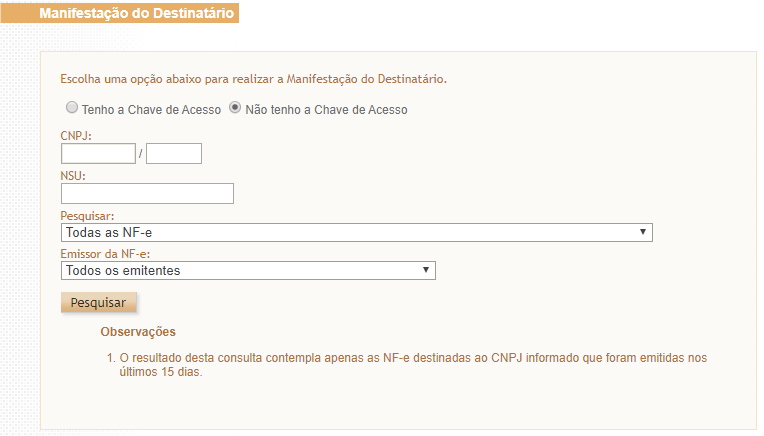 Manifestação do Destinatário
Escolha uma opção abaixo para realizar a Manifestação do Destinatário.
Tenho a Chave de Acesso Não tenho a Chave de Acesso
CNPJ:
/
NSU:
Pesquisar:
Todas as NF-e
Emissor da NF-e:
Todos os emitentes
Pesquisar
Observações
1. O resultado desta consulta contempla apenas as NF-e destinadas ao CNPJ informado que foram emitidas nos
últimos 15 dias.